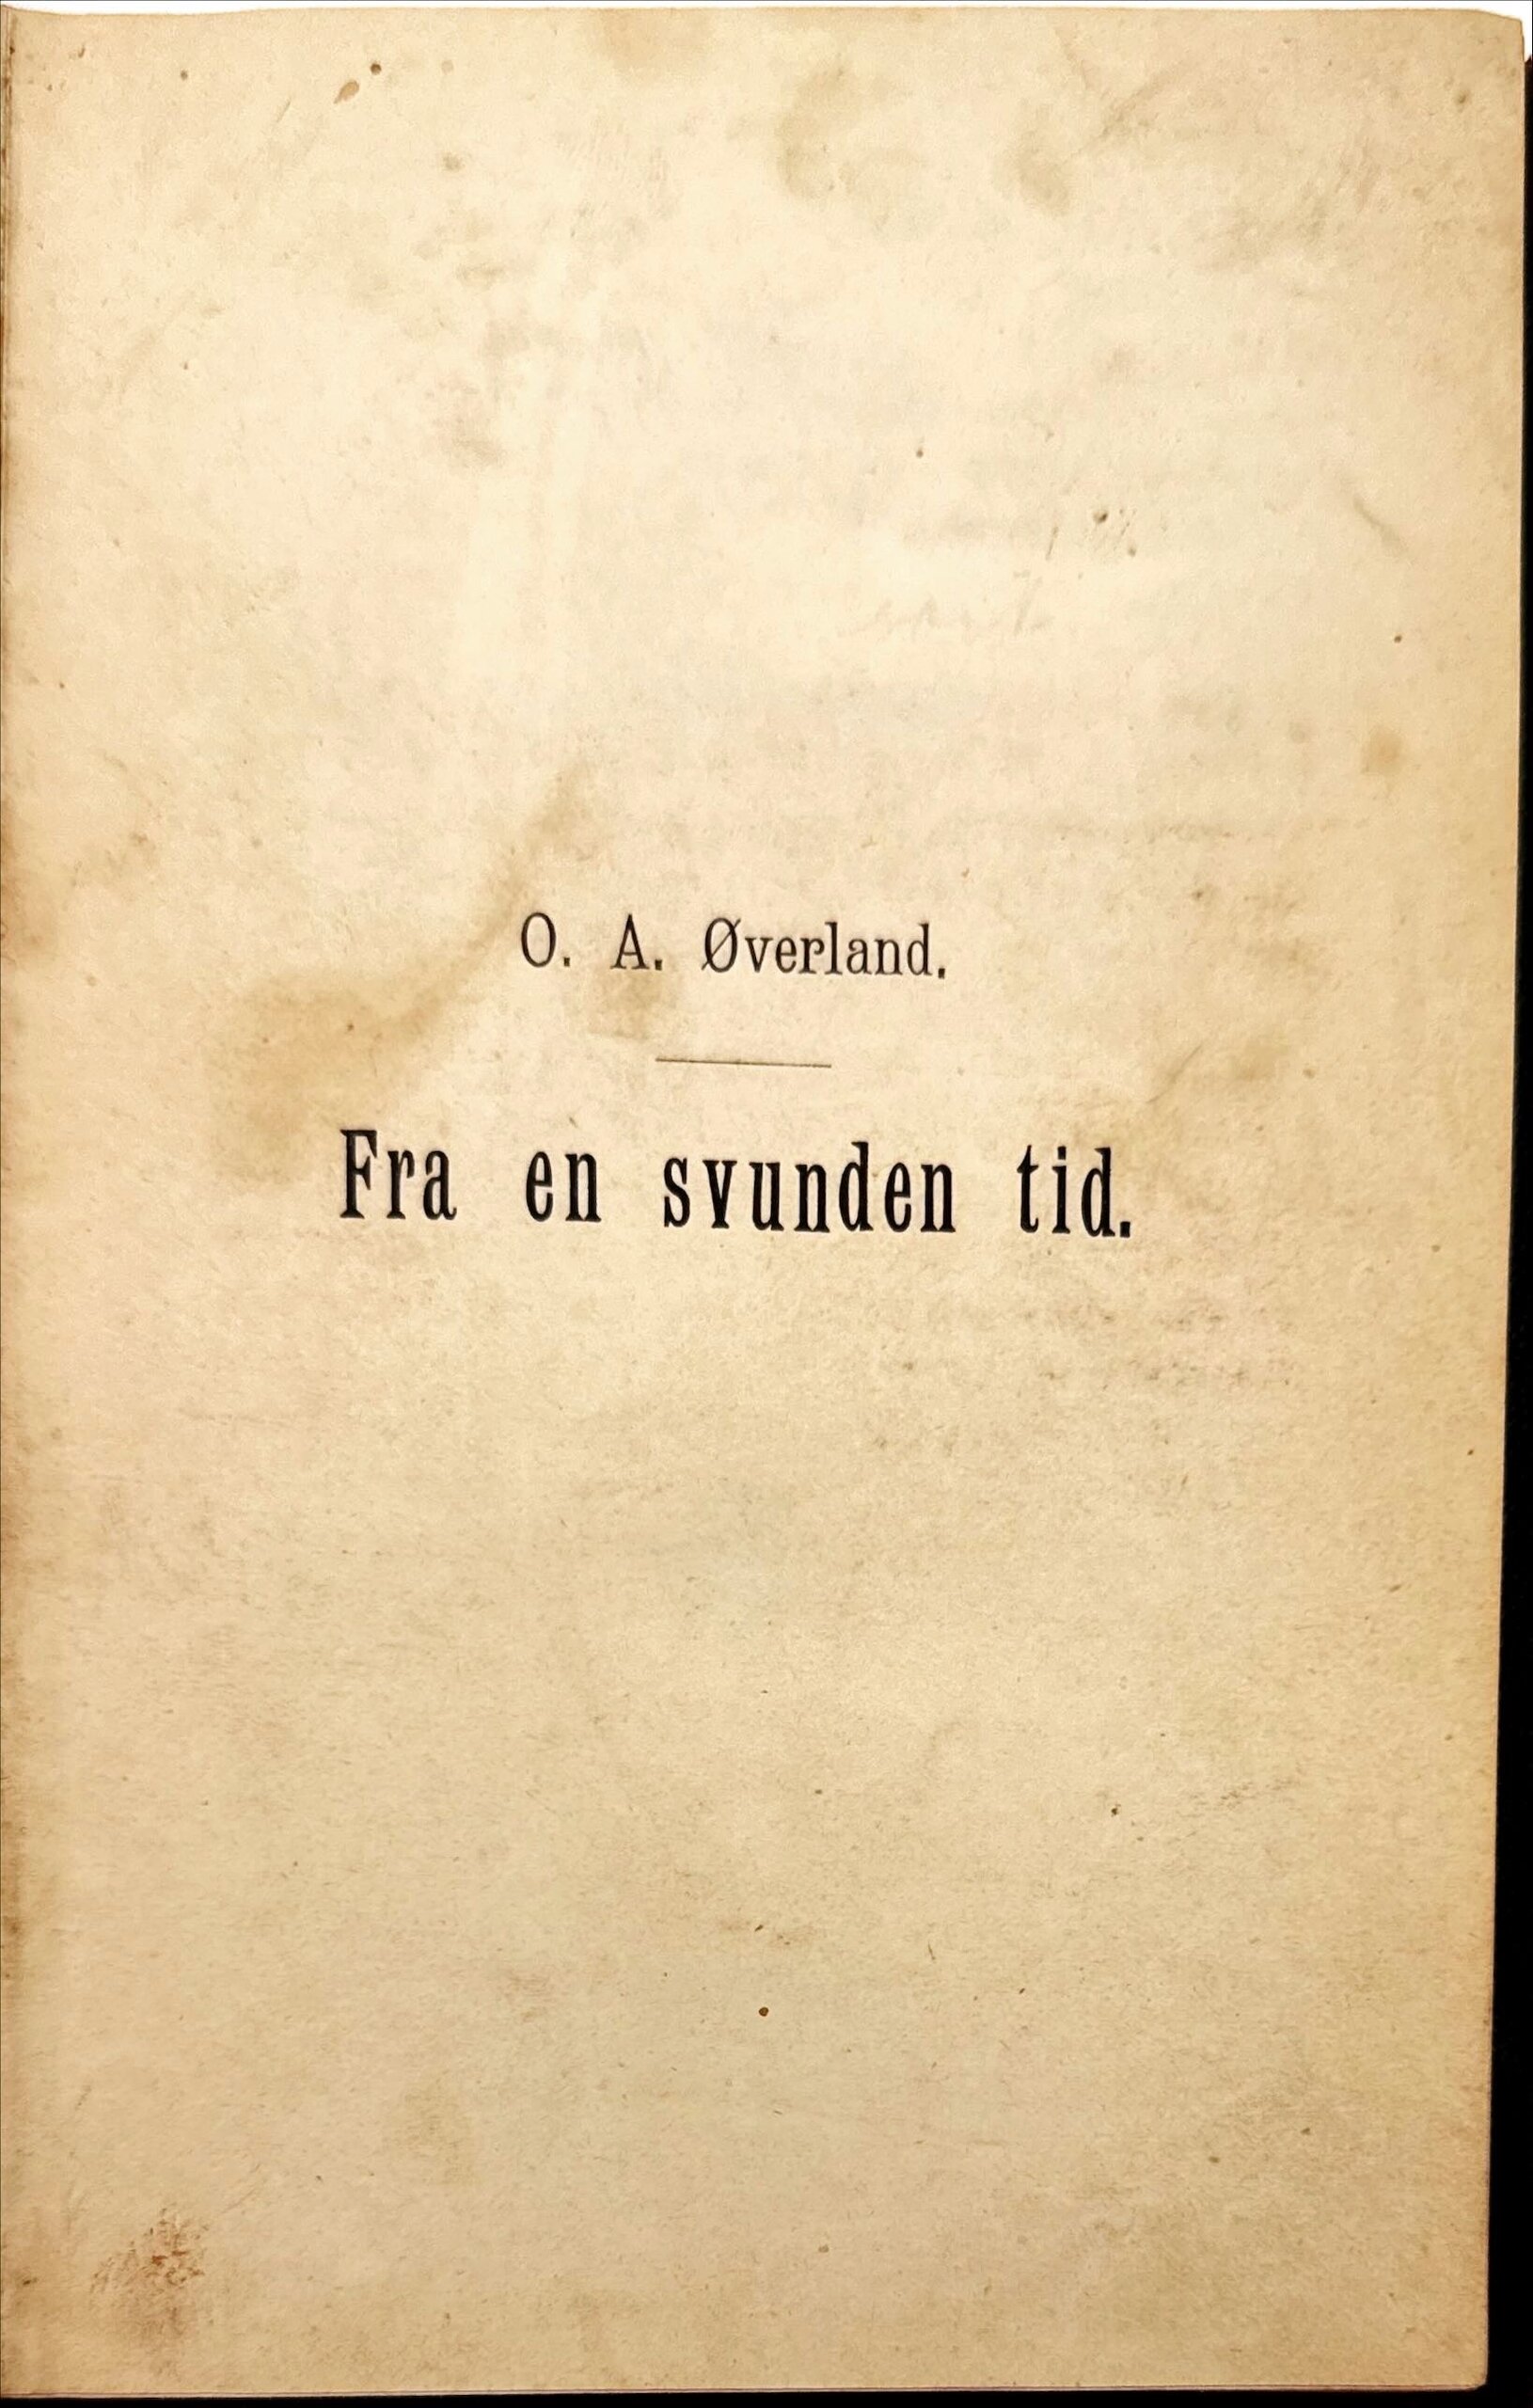 O. A. Øverland.
Fra en svunden tid.